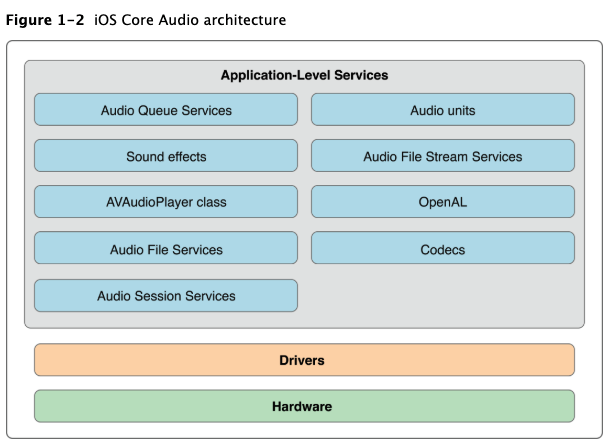 Figure 1-2 iOS Core Audio architecture
Application-Level Services
Audio Queue Services
Audio units
Sound effects
Audio File Stream Services
AVAudioPlayer class
OpenAL
Audio File Services
Codecs
Audio Session Services
Drivers
Hardware